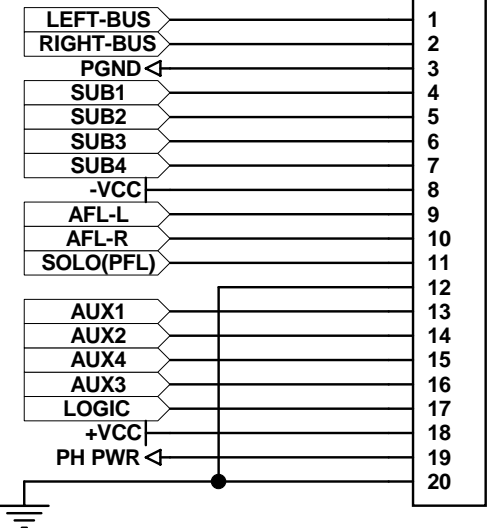 LEFT-BUS 1
RIGHT-BUS 2
PGND 3
SUB1 4
SUB2 5
SUB3 6
SUB4 7
-VCC 8
AFL-L 9
AFL-R 10
SOLO(PFL) 11
12
AUX1 13
AUX2 14
AUX4 15
AUX3 16
LOGIC 17
+VCC 18
PH PWR 19
20